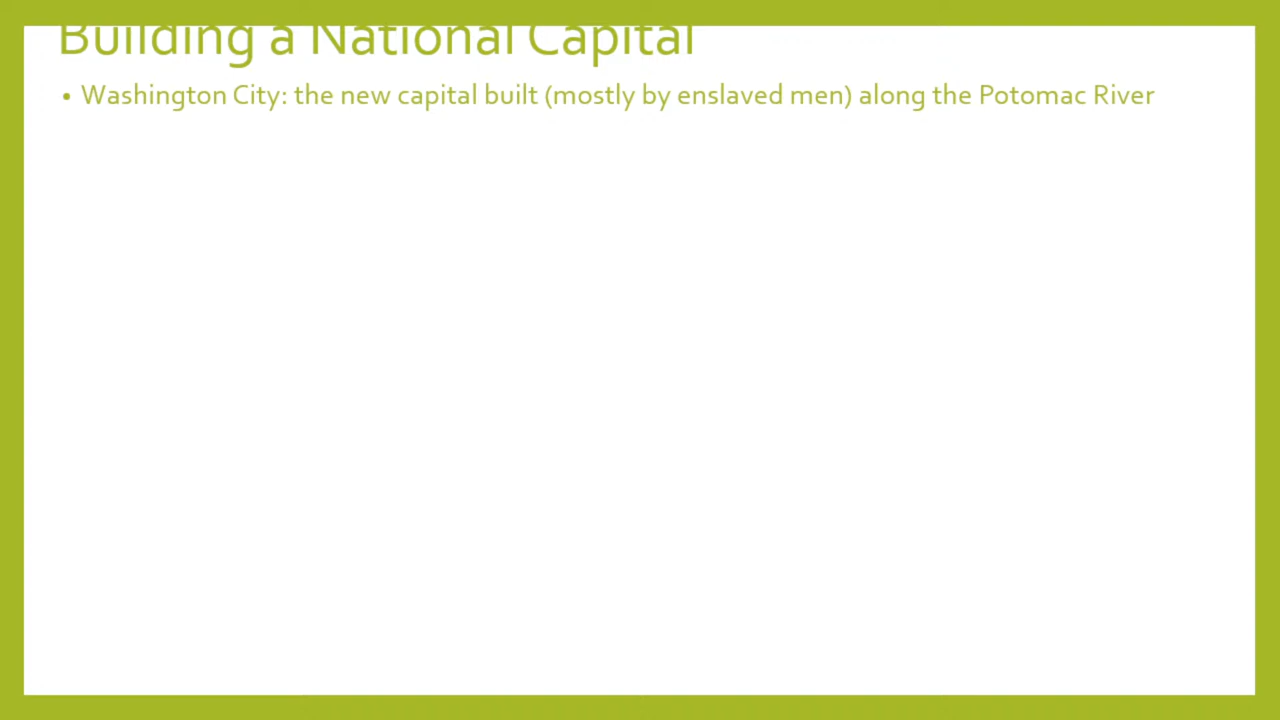 Building a National Capital
• Washington City: the new capital built (mostly by enslaved men) along the Potomac River